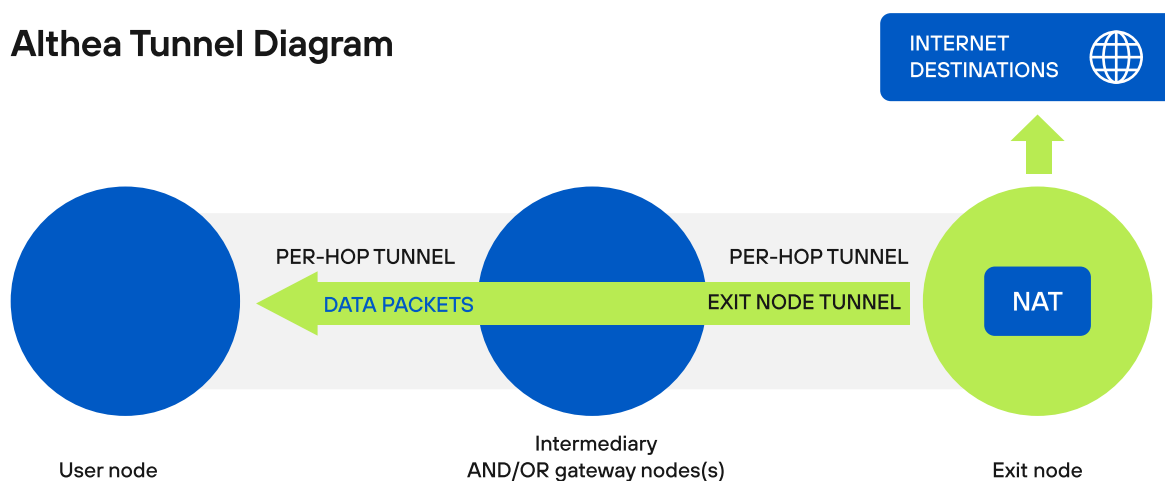 Althea Tunnel Diagram
INTERNET
DESTINATIONS
PER-HOP TUNNEL
PER-HOP TUNNEL
DATA PACKETS
EXIT NODE TUNNEL
NAT
User node
Intermediary
AND/OR gateway nodes(s)
Exit node